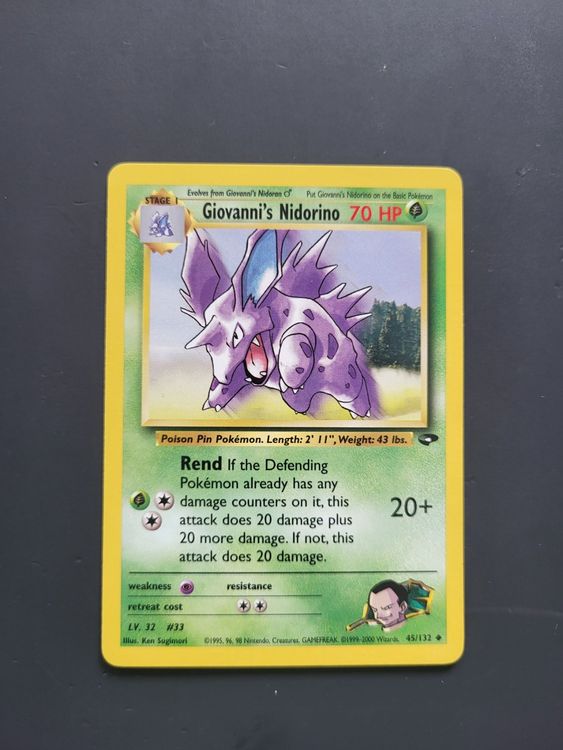 Evolves from Giovanni's Nidoran ♂ Put Giovanni's Nidorino on the Basic Pokémon
STAGE 1
Giovanni's Nidorino 70 HP
Poison Pin Pokémon. Length: 2' 11", Weight: 43 lbs.
Rend If the Defending
Pokémon already has any
damage counters on it, this
attack does 20 damage plus
20 more damage. If not, this
attack does 20 damage.
20+
weakness resistance
retreat cost
LV. 32 #33
Illus. Ken Sugimori ©1995, 96, 98 Nintendo, Creatures, GAMEFREAK. ©1999-2000 Wizards. 45/132